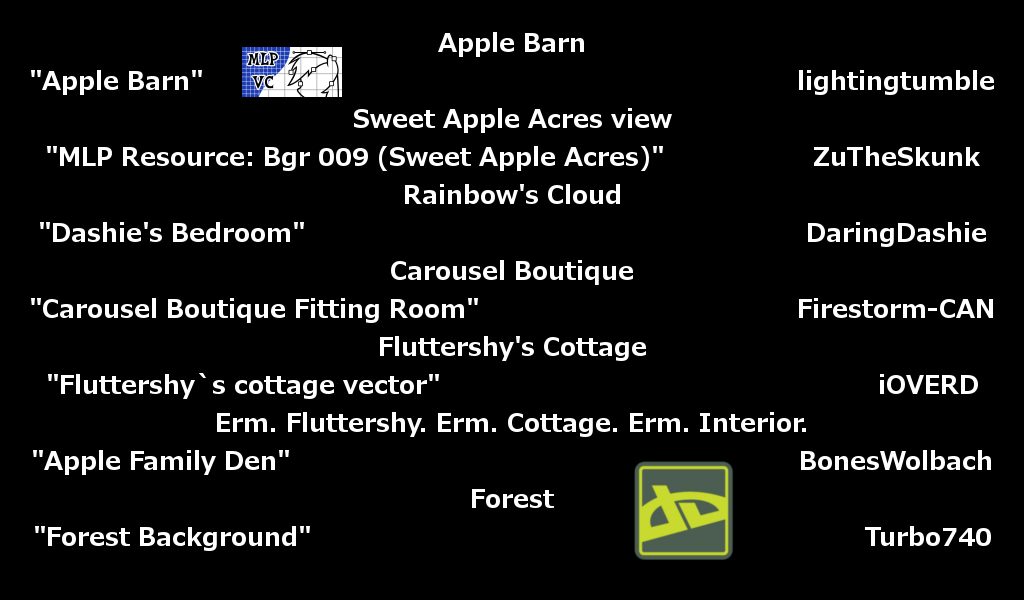 Apple Barn
"Apple Barn" MLP VC lightingtumble
Sweet Apple Acres view
"MLP Resource: Bgr 009 (Sweet Apple Acres)" ZuTheSkunk
Rainbow's Cloud
"Dashie's Bedroom" DaringDashie
Carousel Boutique
"Carousel Boutique Fitting Room" Firestorm-CAN
Fluttershy's Cottage
"Fluttershy`s cottage vector" iOVERD
Erm. Fluttershy. Erm. Cottage. Erm. Interior.
"Apple Family Den" BonesWolbach
Forest
"Forest Background" Turbo740